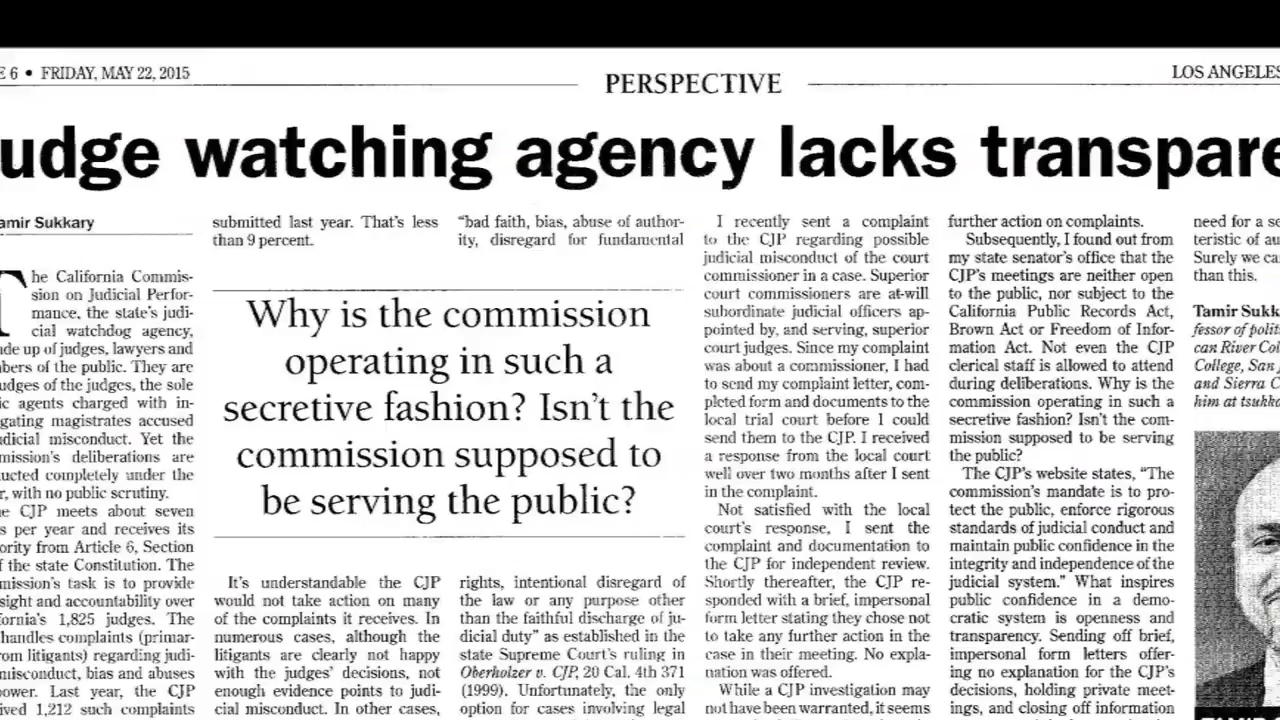 E 6 • FRIDAY, MAY 22, 2015
PERSPECTIVE
LOS ANGELES
udge watching agency lacks transpare
amir Sukkary
he California Commis-
sion on Judicial Perfor-
mance, the state's judi-
cial watchdog agency,
de up of judges, lawyers and
bers of the public. They are
udges of the judges, the sole
ic agents charged with in-
gating magistrates accused
udicial misconduct. Yet the
mission's deliberations are
ucted completely under the
r, with no public scrutiny.
e CJP meets about seven
s per year and receives its
ority from Article 6, Section
f the state Constitution. The
mission's task is to provide
sight and accountability over
fornia's 1,825 judges. The
handles complaints (primar-
rom litigants) regarding judi-
misconduct, bias and abuses
ower. Last year, the CJP
ived 1,212 such complaints
submitted last year. That's less
than 9 percent.
Why is the commission
operating in such a
secretive fashion? Isn't the
commission supposed to
be serving the public?
It's understandable the CJP
would not take action on many
of the complaints it receives. In
numerous cases, although the
litigants are clearly not happy
with the judges' decisions, not
enough evidence points to judi-
cial misconduct. In other cases,
"bad faith, bias, abuse of author-
ity, disregard for fundamental
rights, intentional disregard of
the law or any purpose other
than the faithful discharge of ju-
dicial duty" as established in the
state Supreme Court's ruling in
Oberholzer v. CJP, 20 Cal. 4th 371
(1999). Unfortunately, the only
option for cases involving legal
I recently sent a complaint
to the CJP regarding possible
judicial misconduct of the court
commissioner in a case. Superior
court commissioners are at-will
subordinate judicial officers ap-
pointed by, and serving, superior
court judges. Since my complaint
was about a commissioner, I had
to send my complaint letter, com-
pleted form and documents to the
local trial court before I could
send them to the CJP. I received
a response from the local court
well over two months after I sent
in the complaint.
Not satisfied with the local
court's response, I sent the
complaint and documentation to
the CJP for independent review.
Shortly thereafter, the CJP re-
sponded with a brief, impersonal
form letter stating they chose not
to take any further action in the
case in their meeting. No expla-
nation was offered.
While a CJP investigation may
not have been warranted, it seems
further action on complaints.
Subsequently, I found out from
my state senator's office that the
CJP's meetings are neither open
to the public, nor subject to the
California Public Records Act,
Brown Act or Freedom of Infor-
mation Act. Not even the CJP
clerical staff is allowed to attend
during deliberations. Why is the
commission operating in such a
secretive fashion? Isn't the com-
mission supposed to be serving
the public?
The CJP's website states, "The
commission's mandate is to pro-
tect the public, enforce rigorous
standards of judicial conduct and
maintain public confidence in the
integrity and independence of the
judicial system." What inspires
public confidence in a demo-
cratic system is openness and
transparency. Sending off brief,
impersonal form letters offer-
ing no explanation for the CJP's
decisions, holding private meet-
ings, and closing off information
need for a se
teristic of au
Surely we ca
than this.
Tamir Sukk
fessor of polit
can River Col
College, San J
and Sierra C
him at tsukka